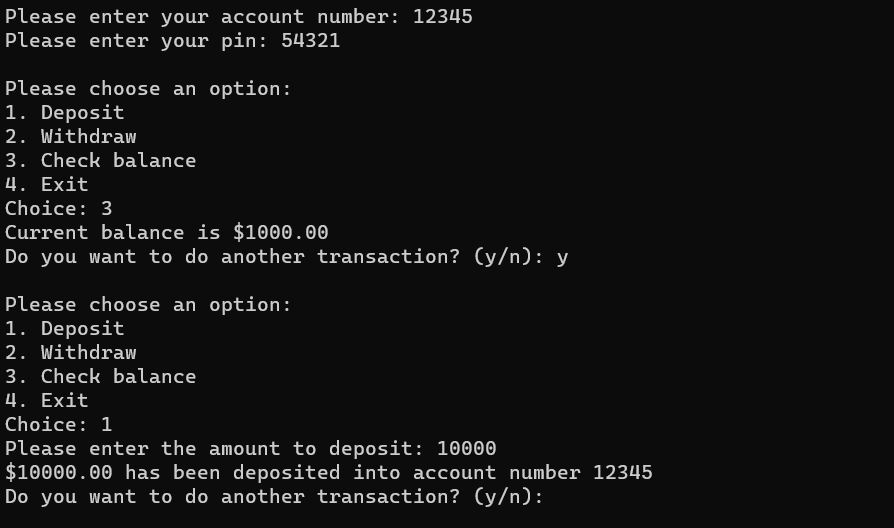 Please enter your account number: 12345
Please enter your pin: 54321

Please choose an option:
1. Deposit
2. Withdraw
3. Check balance
4. Exit
Choice: 3
Current balance is $1000.00
Do you want to do another transaction? (y/n): y

Please choose an option:
1. Deposit
2. Withdraw
3. Check balance
4. Exit
Choice: 1
Please enter the amount to deposit: 10000
$10000.00 has been deposited into account number 12345
Do you want to do another transaction? (y/n):